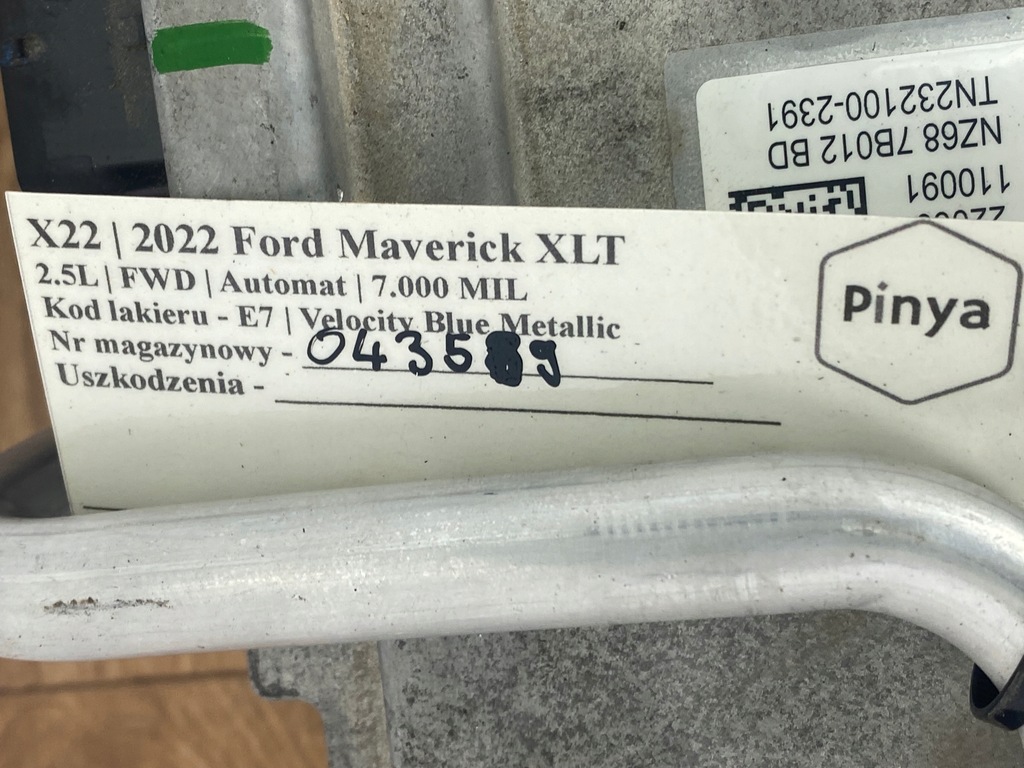 TN232100-2391
NZ68 7B012 BD
110091
X22 | 2022 Ford Maverick XLT
2.5L | FWD | Automat | 7.000 MIL
Kod lakieru - E7 | Velocity Blue Metallic
Nr magazynowy -
Uszkodzenia -
Pinya